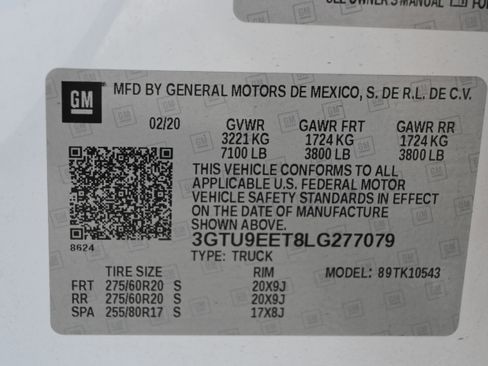 SEE OWNER'S MANUAL
GM
MFD BY GENERAL MOTORS DE MEXICO, S. DE R.L. DE C.V.
02/20 GVWR GAWR FRT GAWR RR
3221 KG 1724 KG 1724 KG
7100 LB 3800 LB 3800 LB
THIS VEHICLE CONFORMS TO ALL
APPLICABLE U.S. FEDERAL MOTOR
VEHICLE SAFETY STANDARDS IN EFFECT
ON THE DATE OF MANUFACTURE
SHOWN ABOVE.
8624 3GTU9EET8LG277079
TYPE: TRUCK
TIRE SIZE RIM MODEL: 89TK10543
FRT 275/60R20 S 20X9J
RR 275/60R20 S 20X9J
SPA 255/80R17 S 17X8J